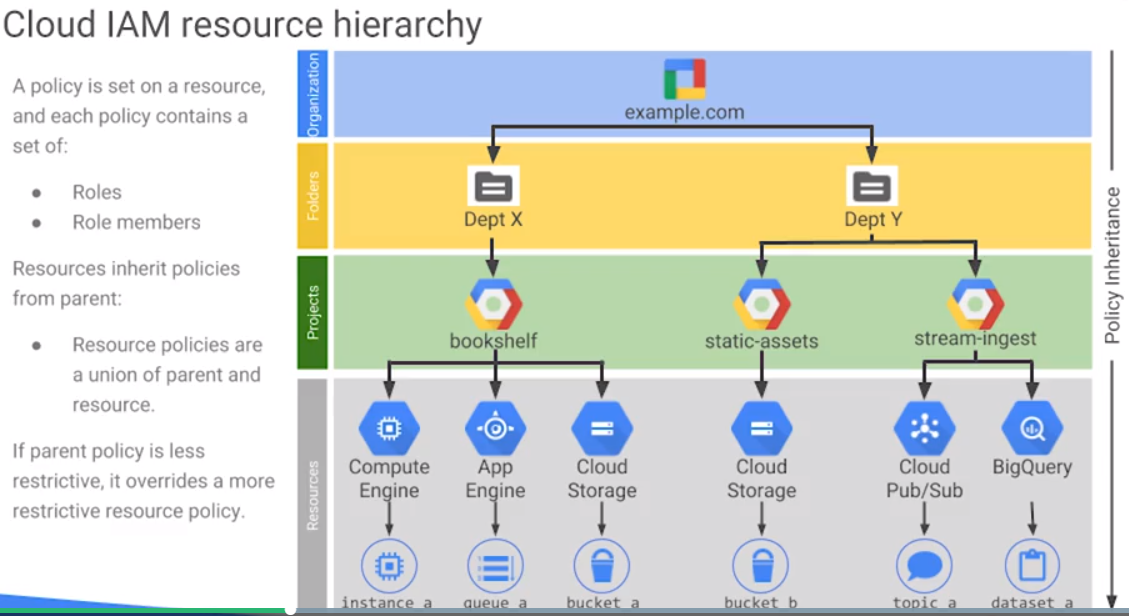 Cloud IAM resource hierarchy
A policy is set on a resource,
and each policy contains a
set of:
● Roles
● Role members
Resources inherit policies
from parent:
● Resource policies are
a union of parent and
resource.
If parent policy is less
restrictive, it overrides a more
restrictive resource policy.
Organization
example.com
Folders
Dept X
Dept Y
Projects
bookshelf
static-assets
stream-ingest
Resources
Compute
Engine
App
Engine
Cloud
Storage
Cloud
Storage
Cloud
Pub/Sub
BigQuery
instance_a
queue_a
bucket_a
bucket_b
topic_a
dataset_a
Policy Inheritance